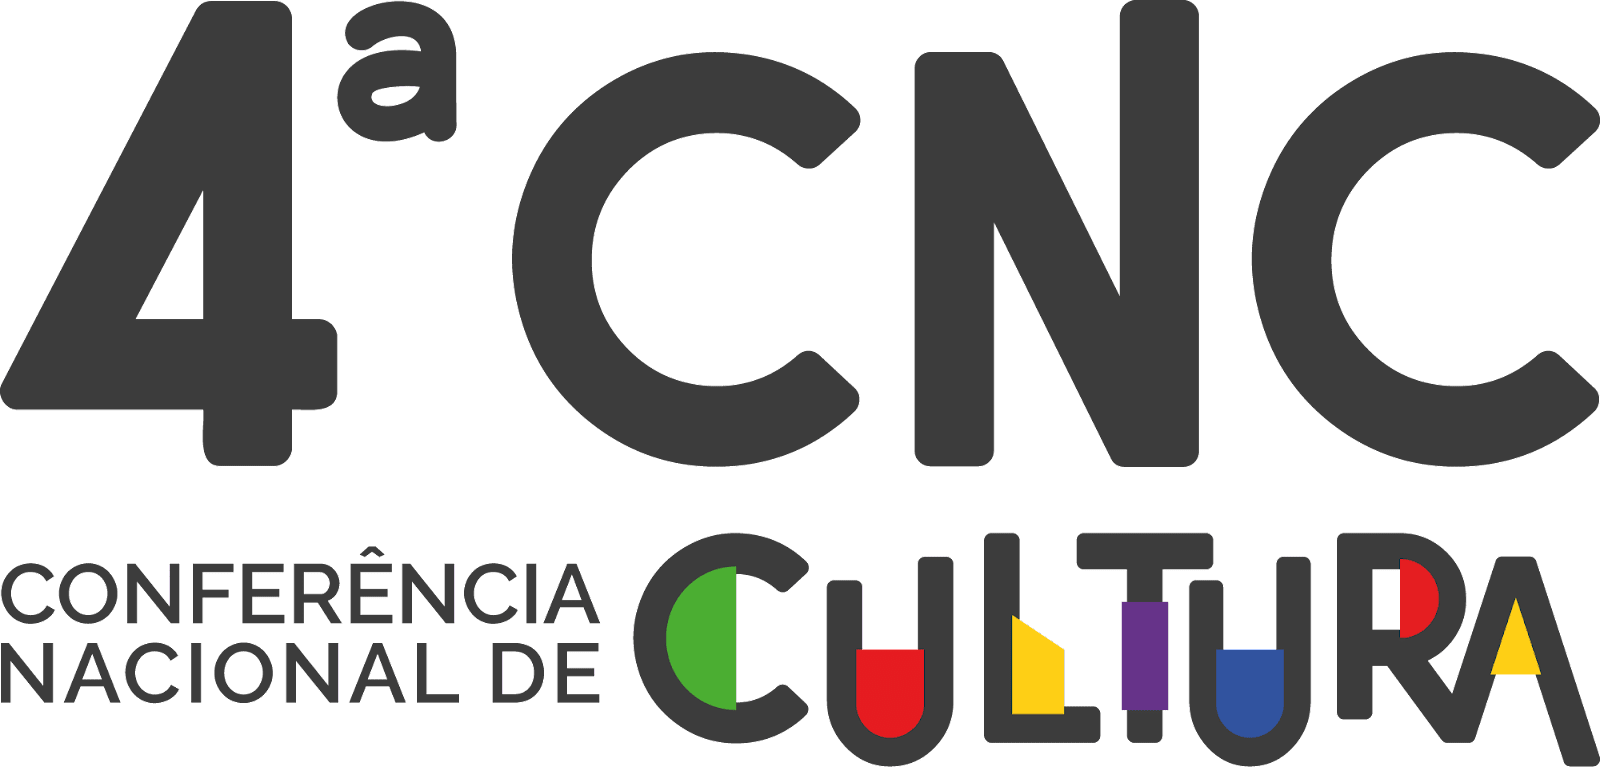 4ª CNC
CONFERÊNCIA
NACIONAL DE CULTURA